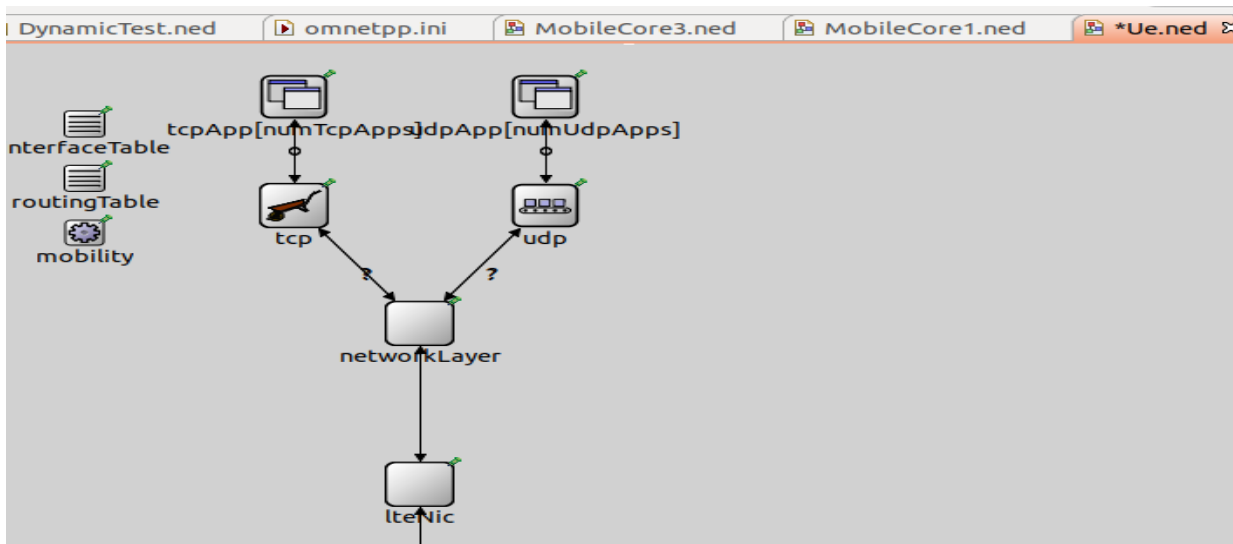 DynamicTest.ned omnetpp.ini MobileCore3.ned MobileCore1.ned *Ue.ned
tcpApp[numTcpApps] udpApp[numUdpApps]
nterfaceTable
routingTable
mobility
tcp
udp
?
?
networkLayer
lteNic